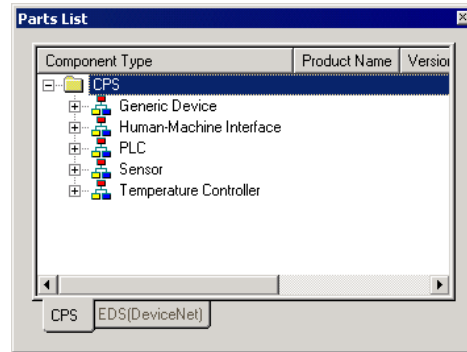 Parts List
Component Type Product Name Version
CPS
Generic Device
Human-Machine Interface
PLC
Sensor
Temperature Controller
CPS EDS(DeviceNet)